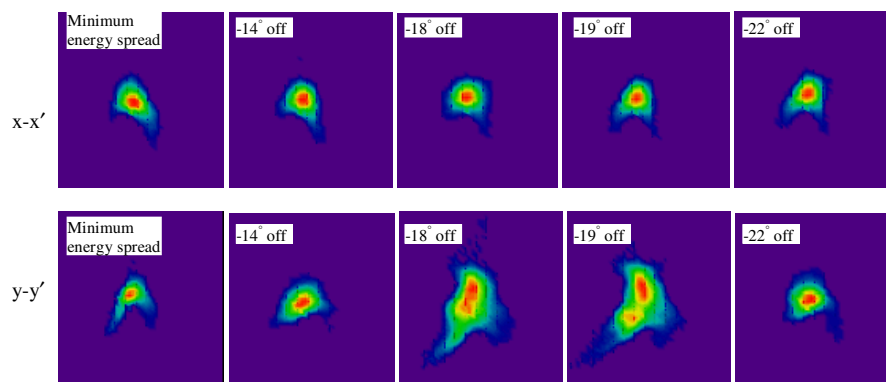 Minimum
energy spread
-14° off
-18° off
-19° off
-22° off
x-x′
Minimum
energy spread
-14° off
-18° off
-19° off
-22° off
y-y′